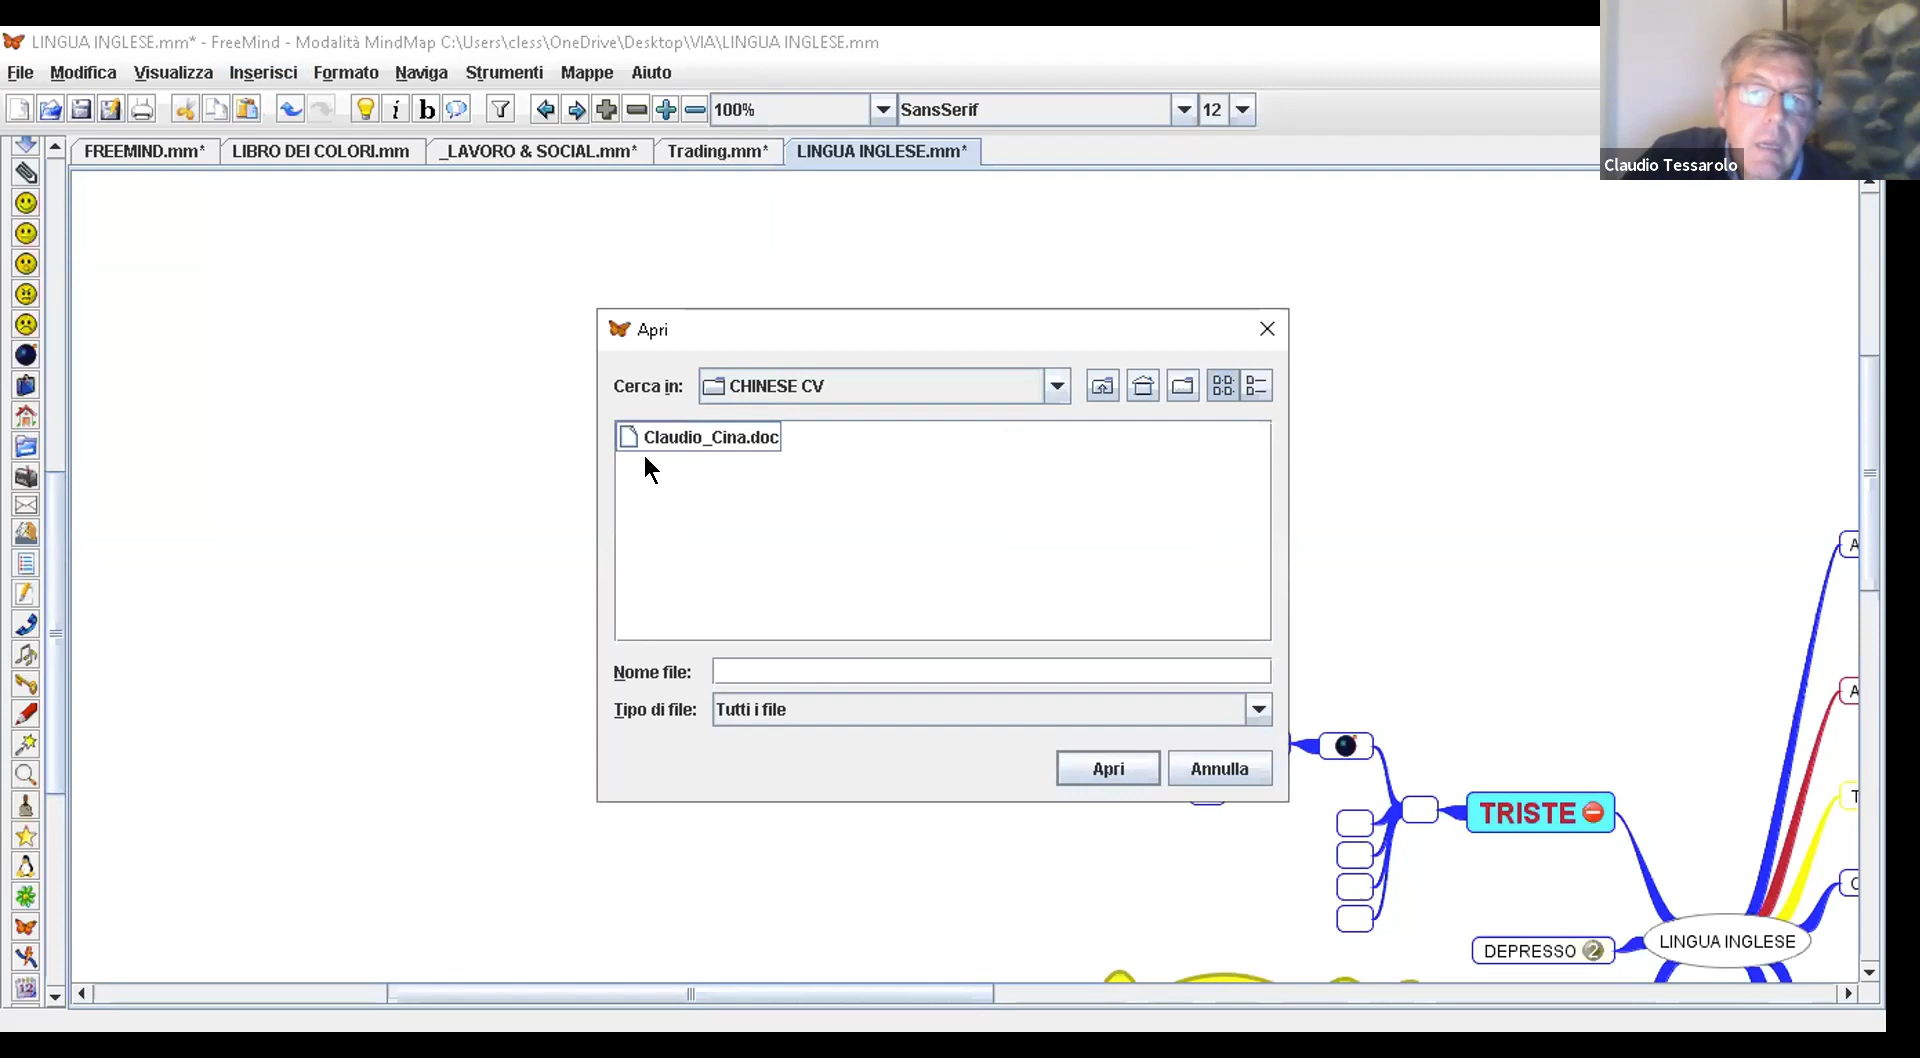 LINGUA INGLESE.mm* - FreeMind - Modalità MindMap C:\Users\cless\OneDrive\Desktop\VIA\LINGUA INGLESE.mm
File Modifica Visualizza Inserisci Formato Naviga Strumenti Mappe Aiuto
i b 100% SansSerif 12
FREEMIND.mm* LIBRO DEI COLORI.mm _LAVORO & SOCIAL.mm* Trading.mm* LINGUA INGLESE.mm*
Claudio Tessarolo
Apri
Cerca in: CHINESE CV
Claudio_Cina.doc
Nome file:
Tipo di file: Tutti i file
Apri Annulla
A
A
T
TRISTE
C
LINGUA INGLESE
DEPRESSO 2
12